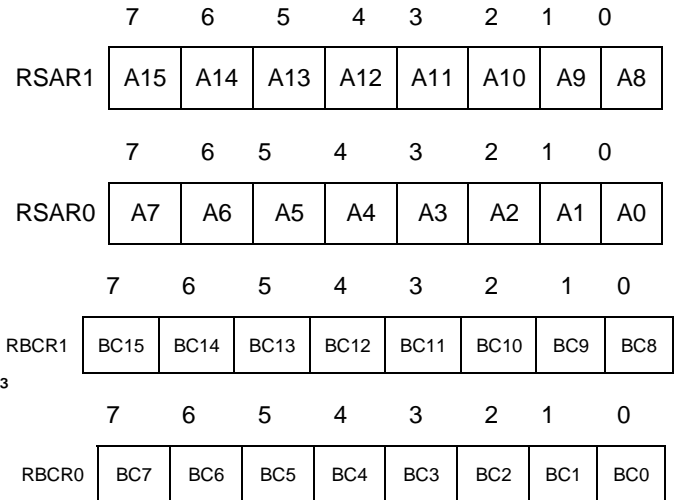 7 6 5 4 3 2 1 0
RSAR1 A15 A14 A13 A12 A11 A10 A9 A8
7 6 5 4 3 2 1 0
RSAR0 A7 A6 A5 A4 A3 A2 A1 A0
7 6 5 4 3 2 1 0
RBCR1 BC15 BC14 BC13 BC12 BC11 BC10 BC9 BC8
3
7 6 5 4 3 2 1 0
RBCR0 BC7 BC6 BC5 BC4 BC3 BC2 BC1 BC0